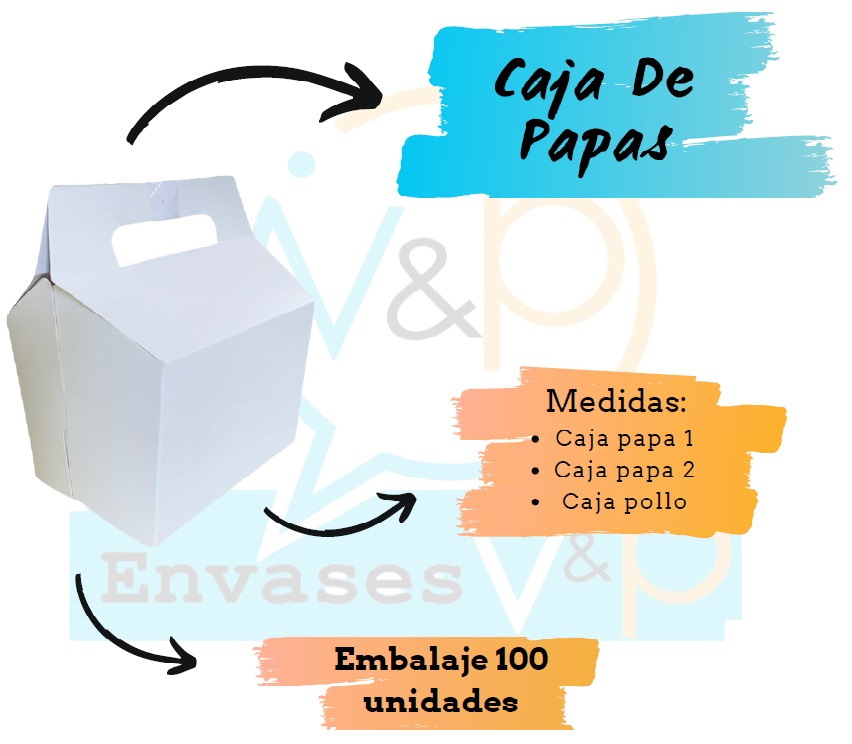 Caja De
Papas
V&p
Medidas:
• Caja papa 1
• Caja papa 2
• Caja pollo
Envases V&p
Embalaje 100
unidades